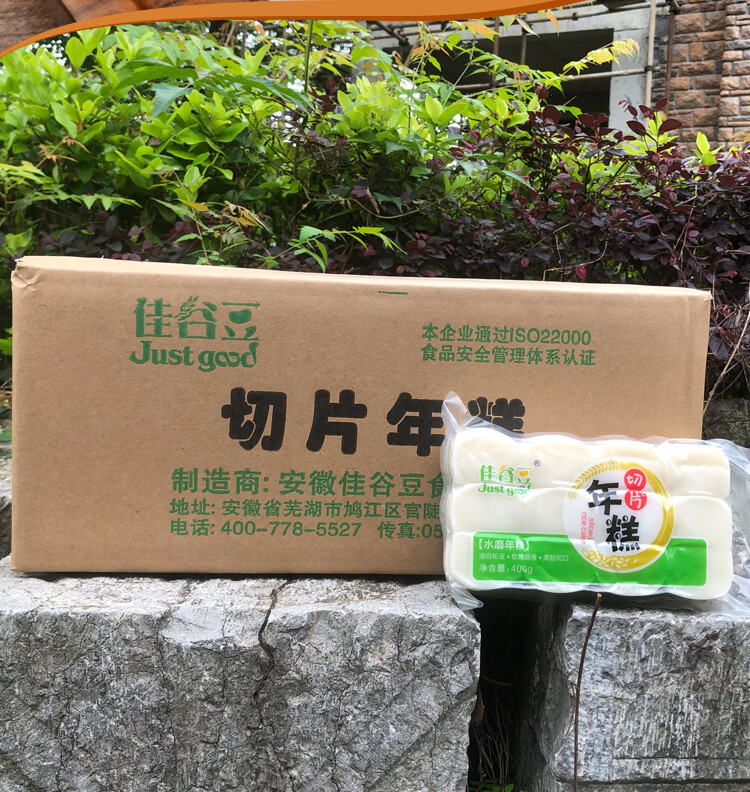 佳谷豆
Just good
本企业通过ISO22000
食品安全管理体系认证
切片年糕
制造商: 安徽佳谷豆食
地址: 安徽省芜湖市鸠江区官陡
电话: 400-778-5527 传真:05
佳谷豆®
Just good
切片
年糕
sliced
rice cake
【水磨年糕】
净含量: 400g